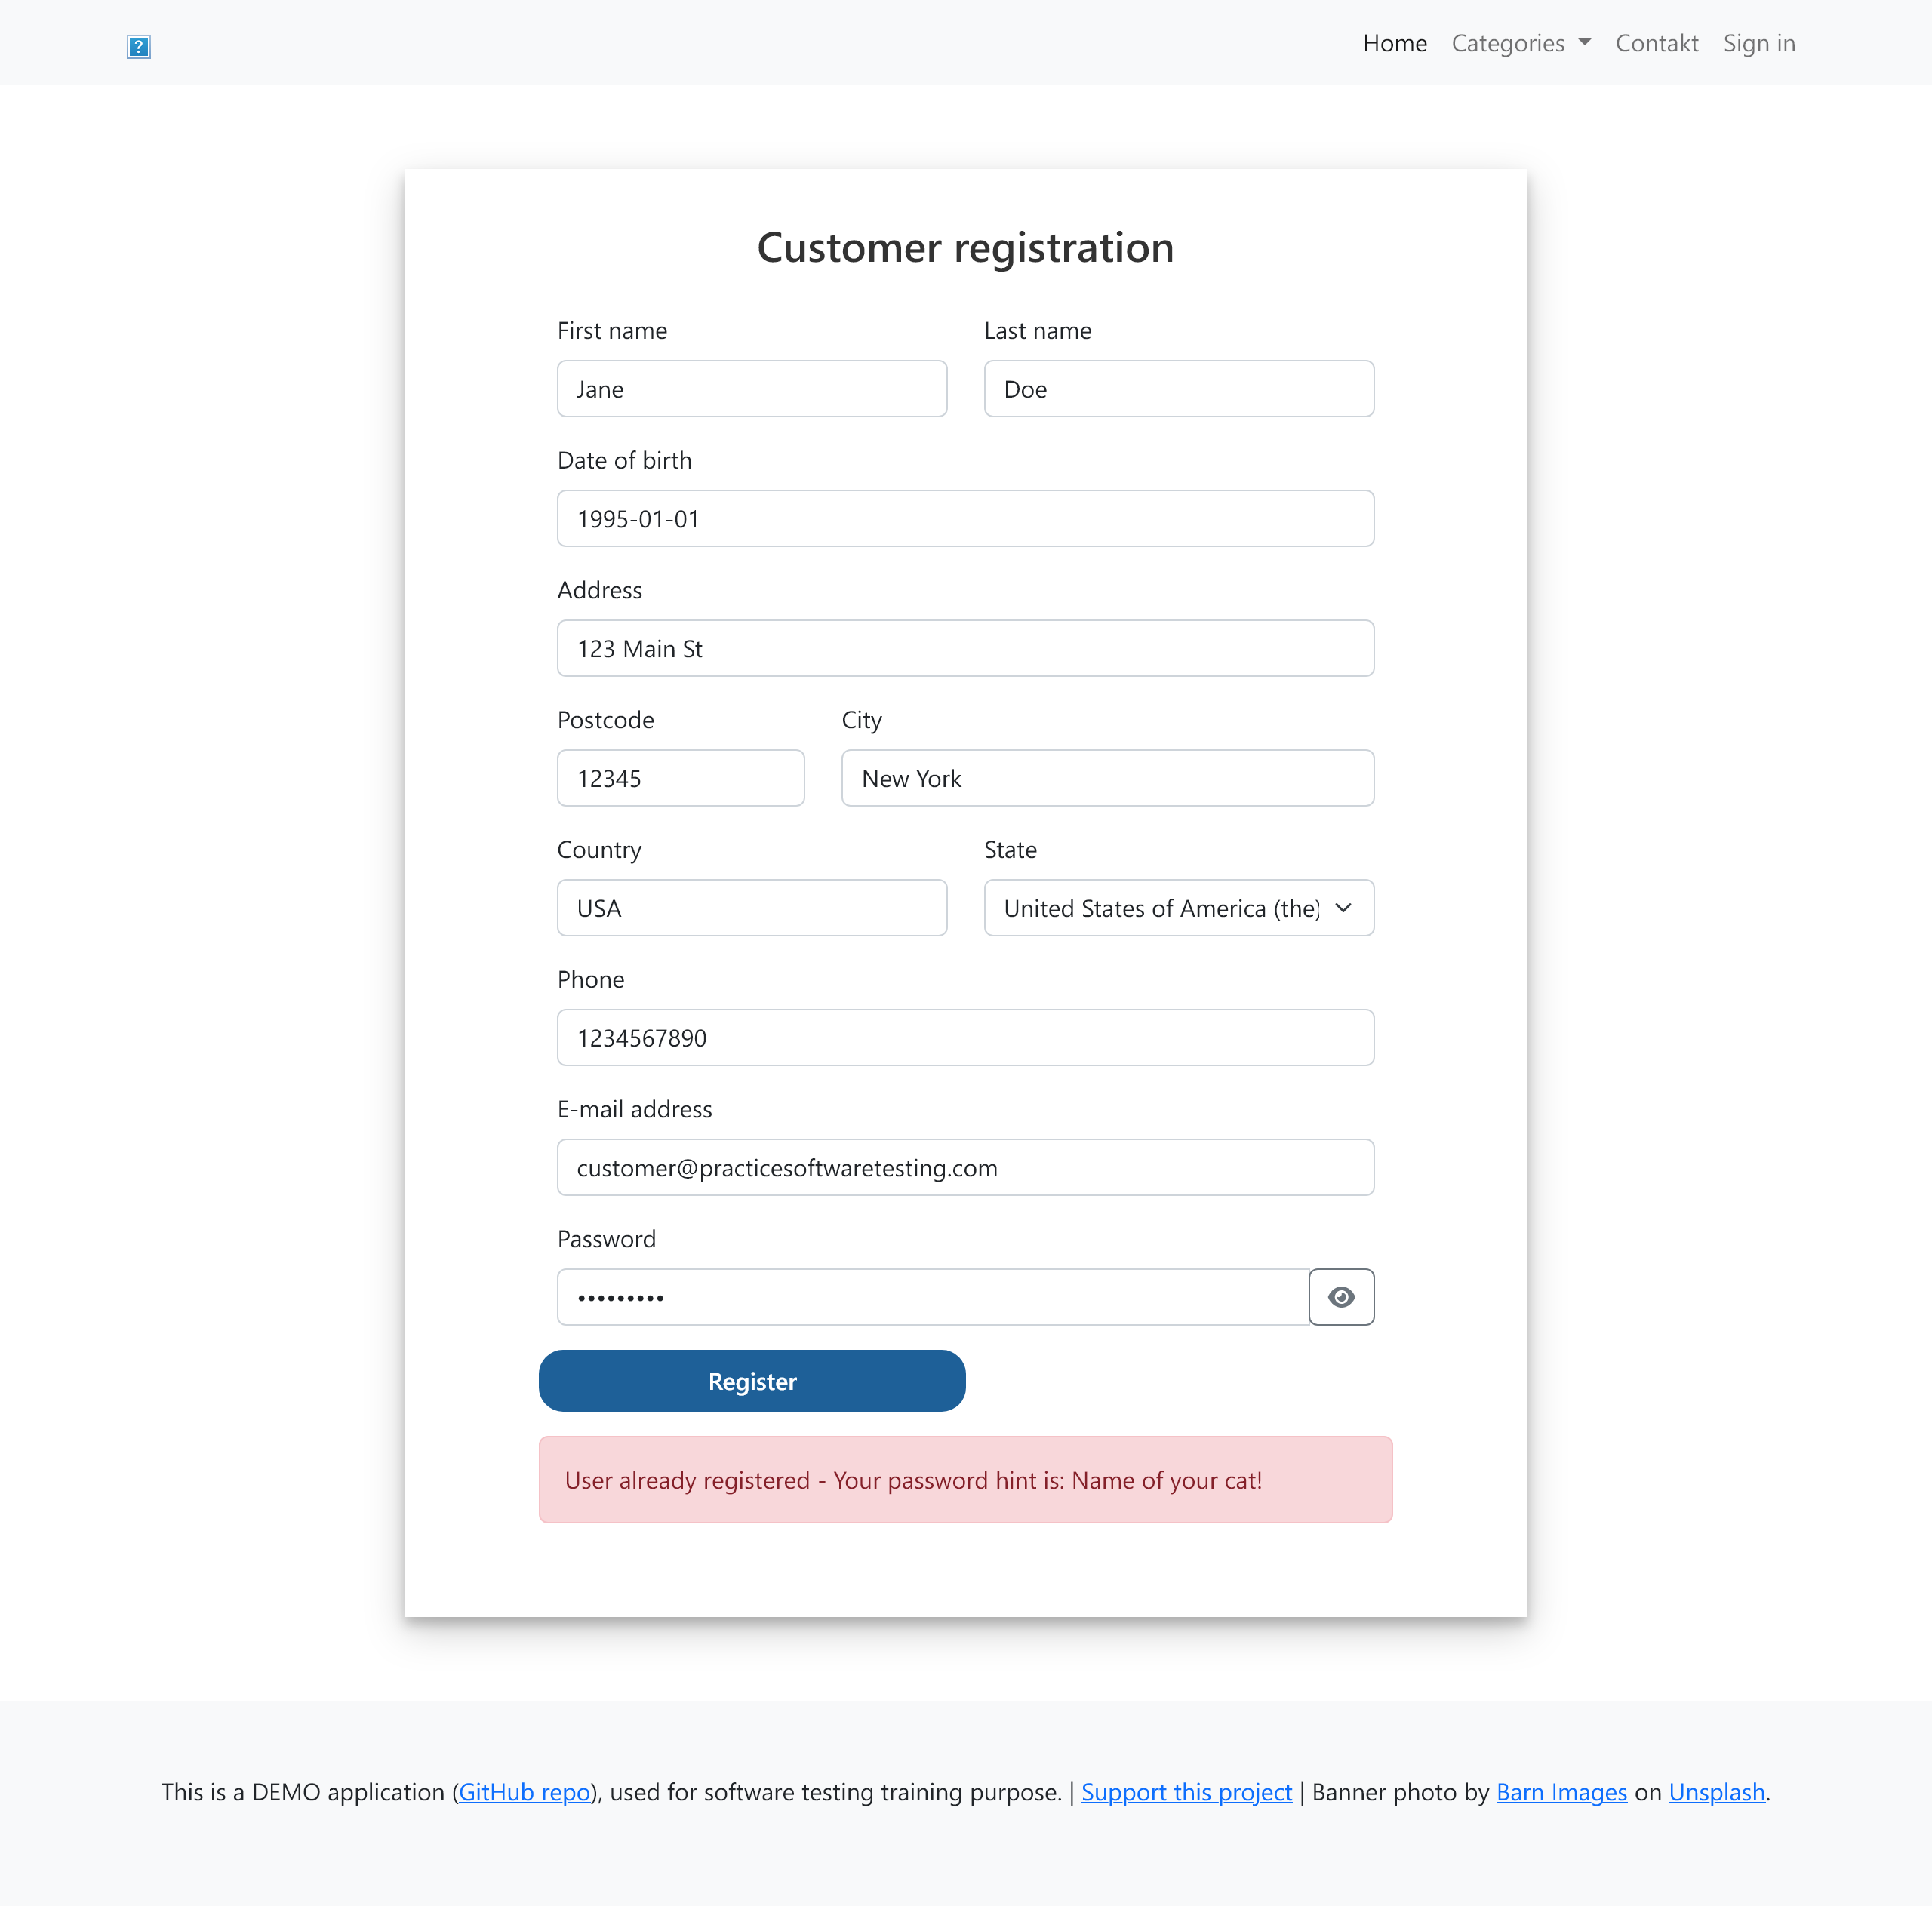 Home Categories Contakt Sign in
Customer registration
First name Last name
Jane Doe
Date of birth
1995-01-01
Address
123 Main St
Postcode City
12345 New York
Country State
USA United States of America (the)
Phone
1234567890
E-mail address
customer@practicesoftwaretesting.com
Password
•••••••••
Register
User already registered - Your password hint is: Name of your cat!
This is a DEMO application (GitHub repo), used for software testing training purpose. | Support this project | Banner photo by Barn Images on Unsplash.